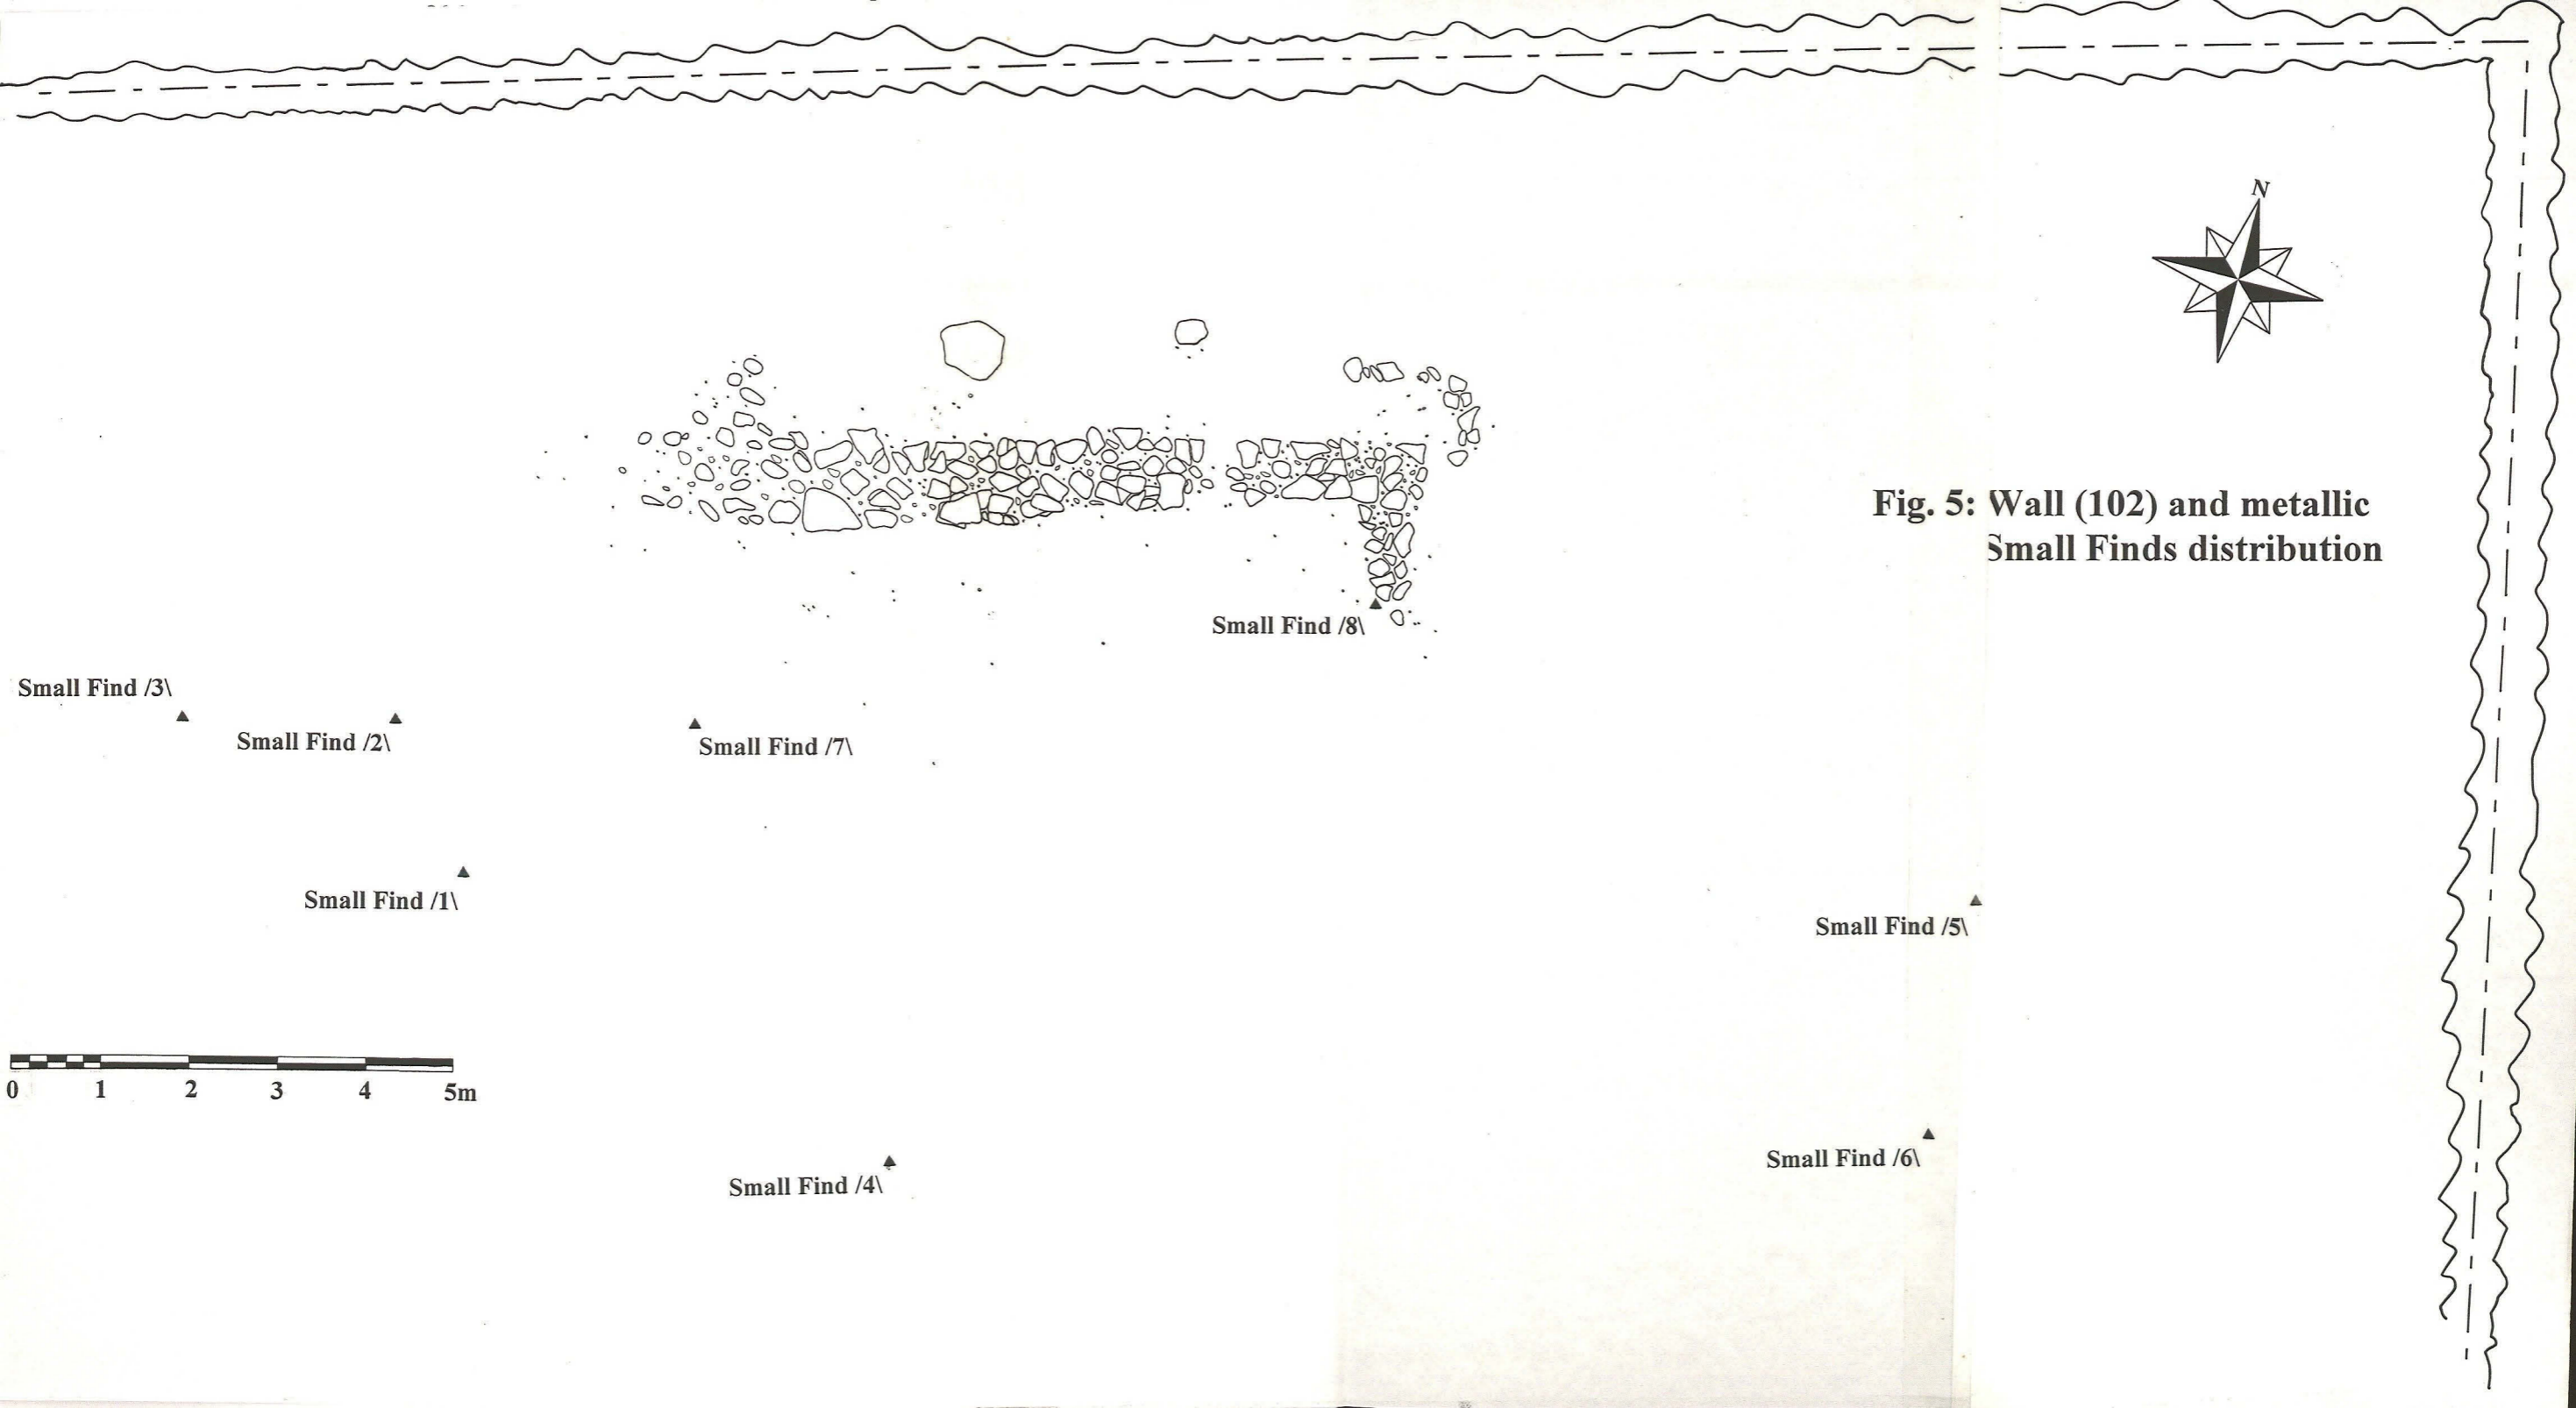 N
Fig. 5: Wall (102) and metallic
Small Finds distribution
Small Find /8\
Small Find /3\
Small Find /2\
Small Find /7\
Small Find /1\
Small Find /5\
0 1 2 3 4 5m
Small Find /6\
Small Find /4\